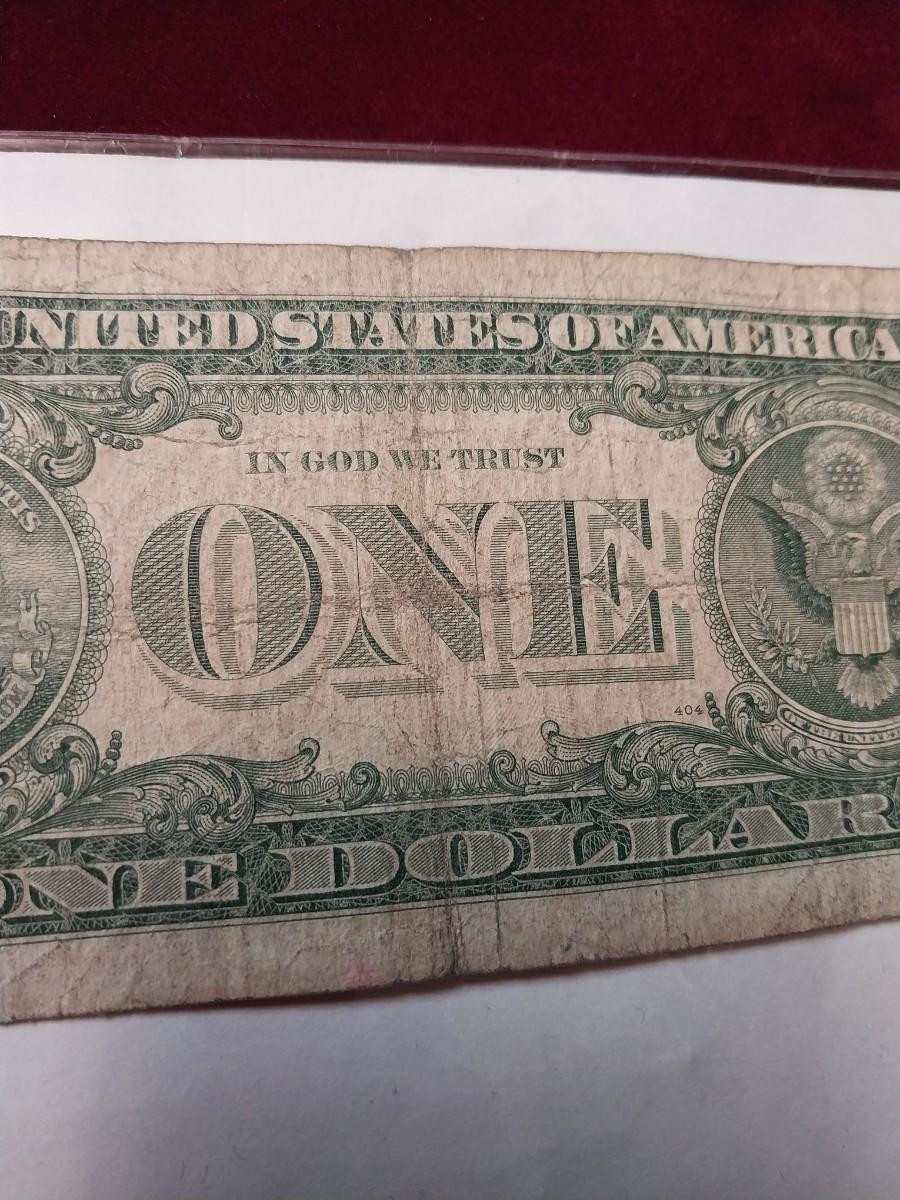 UNITED STATES OF AMERICA
IN GOD WE TRUST
ONE
404
NE DOLLAR